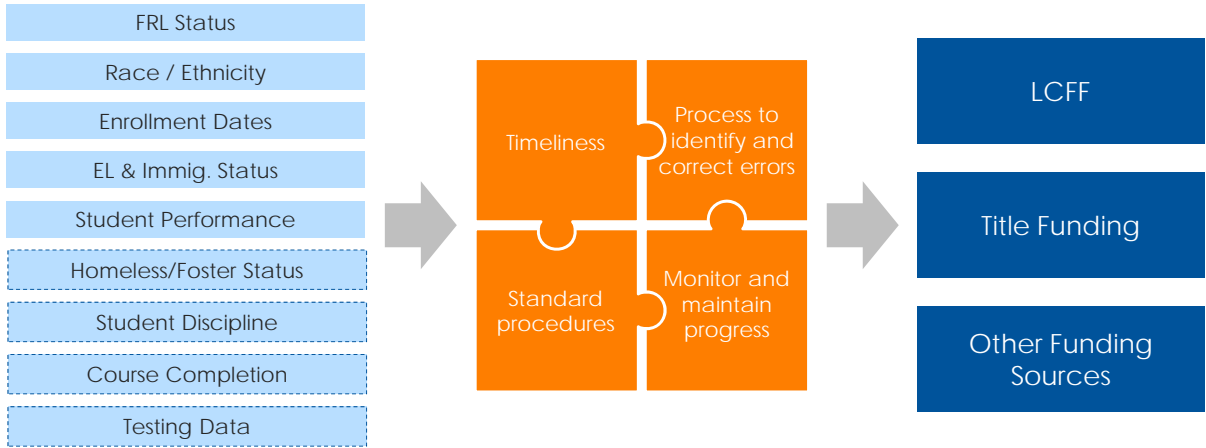 FRL Status
Race / Ethnicity
Enrollment Dates
EL & Immig. Status
Student Performance
Homeless/Foster Status
Student Discipline
Course Completion
Testing Data
Timeliness
Process to
identify and
correct errors
Standard
procedures
Monitor and
maintain
progress
LCFF
Title Funding
Other Funding
Sources